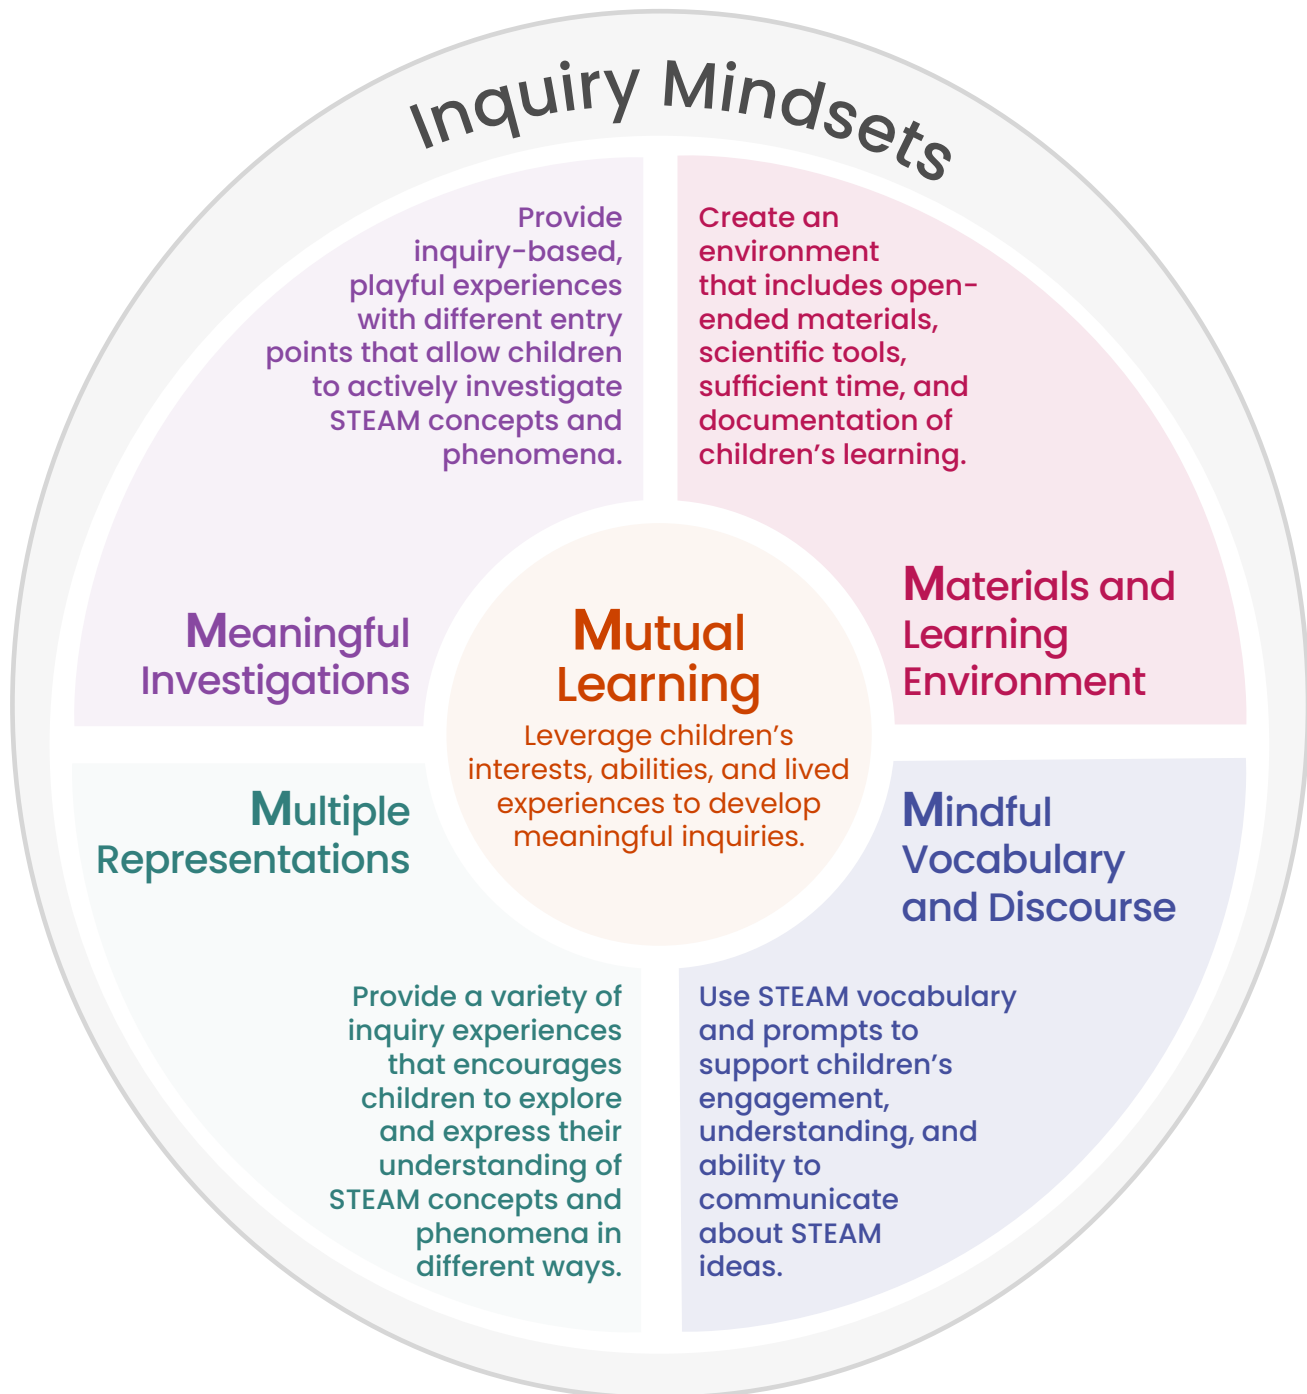 Inquiry Mindsets
Provide
inquiry-based,
playful experiences
with different entry
points that allow children
to actively investigate
STEAM concepts and
phenomena.
Meaningful
Investigations
Create an
environment
that includes open-
ended materials,
scientific tools,
sufficient time, and
documentation of
children’s learning.
Materials and
Learning
Environment
Mutual
Learning
Leverage children’s
interests, abilities, and lived
experiences to develop
meaningful inquiries.
Multiple
Representations
Provide a variety of
inquiry experiences
that encourages
children to explore
and express their
understanding of
STEAM concepts and
phenomena in
different ways.
Mindful
Vocabulary
and Discourse
Use STEAM vocabulary
and prompts to
support children’s
engagement,
understanding, and
ability to
communicate
about STEAM
ideas.